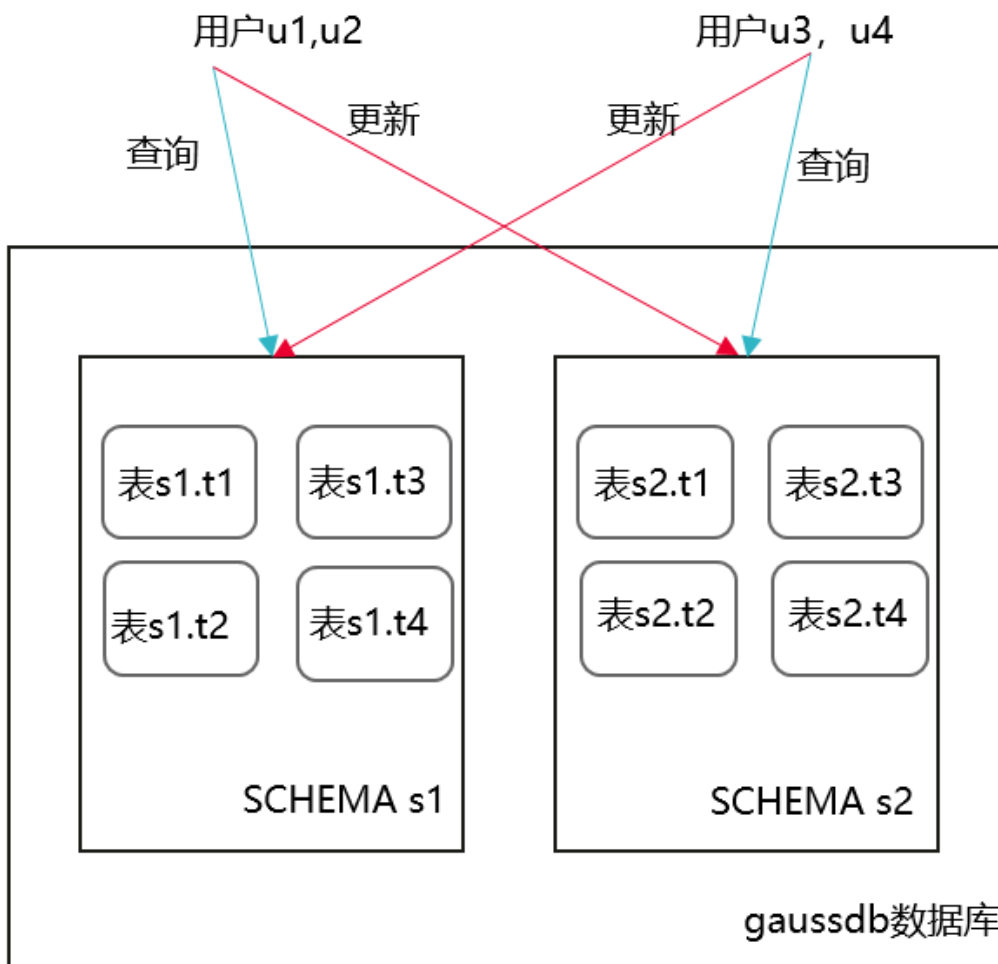 用户u1,u2
用户u3，u4
更新
更新
查询
查询
表s1.t1
表s1.t3
表s2.t1
表s2.t3
表s1.t2
表s1.t4
表s2.t2
表s2.t4
SCHEMA s1
SCHEMA s2
gaussdb数据库